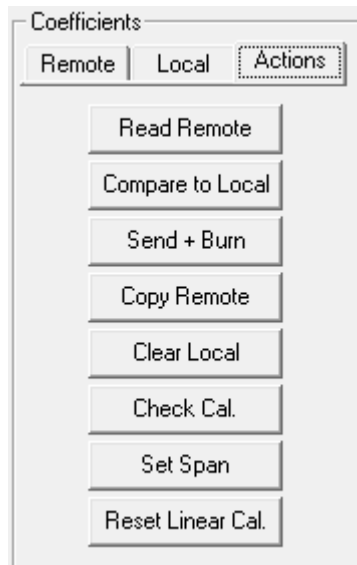 Coefficients
Remote Local Actions
Read Remote
Compare to Local
Send + Burn
Copy Remote
Clear Local
Check Cal.
Set Span
Reset Linear Cal.